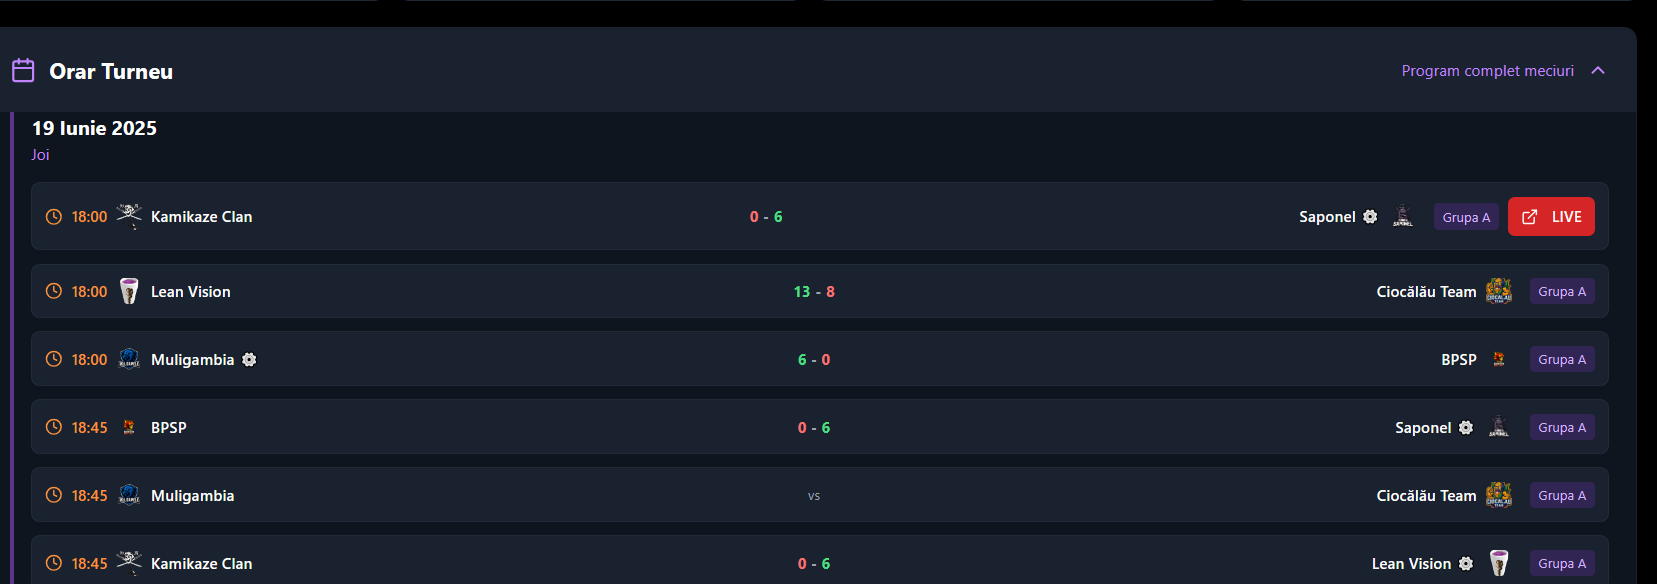 Orar Turneu
Program complet meciuri
19 Iunie 2025
Joi
18:00 Kamikaze Clan 0 - 6 Saponel Grupa A LIVE
18:00 Lean Vision 13 - 8 Ciocălău Team Grupa A
18:00 Muligambia 6 - 0 BPSP Grupa A
18:45 BPSP 0 - 6 Saponel Grupa A
18:45 Muligambia vs Ciocălău Team Grupa A
18:45 Kamikaze Clan 0 - 6 Lean Vision Grupa A